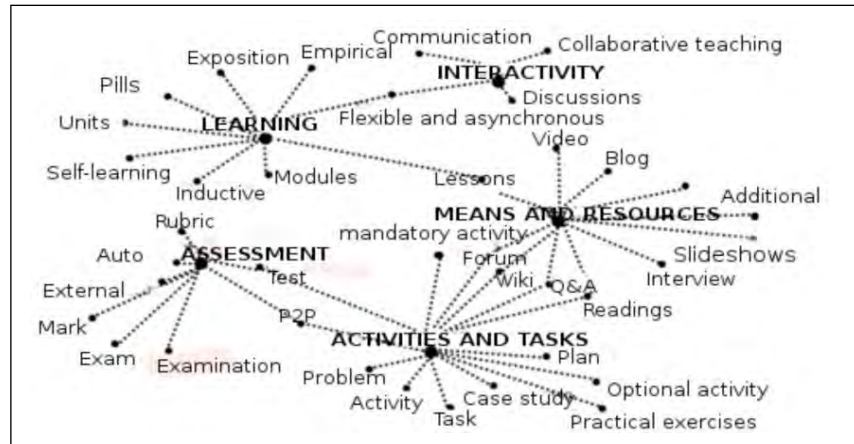 Communication
Collaborative teaching
Exposition
Empirical
INTERACTIVITY
Pills
Discussions
Units
LEARNING
Flexible and asynchronous
Video
Self-learning
Modules
Lessons
Blog
Inductive
Additional
Rubric
MEANS AND RESOURCES
mandatory activity
Auto
ASSESSMENT
Forum
Slideshows
Test
Wiki
Q&A
Interview
External
Readings
Mark
P2P
ACTIVITIES AND TASKS
Exam
Examination
Plan
Problem
Optional activity
Activity
Case study
Task
Practical exercises